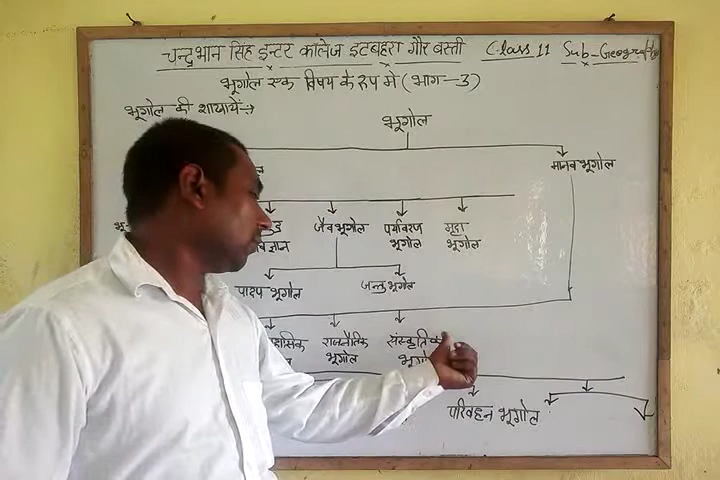 चन्द्रभान सिंह इन्टर कालेज इटबहरा गौर बस्ती Class 11 Sub-Geography
भूगोल एक विषय के रुप में (भाग-3)
भूगोल की शाखायें:→
भूगोल
मानव भूगोल
जैव भूगोल
पर्यावरण
भूगोल
मृदा
भूगोल
पादप भूगोल
जन्तु भूगोल
राजनैतिक
भूगोल
संस्कृतिक
परिवहन भूगोल